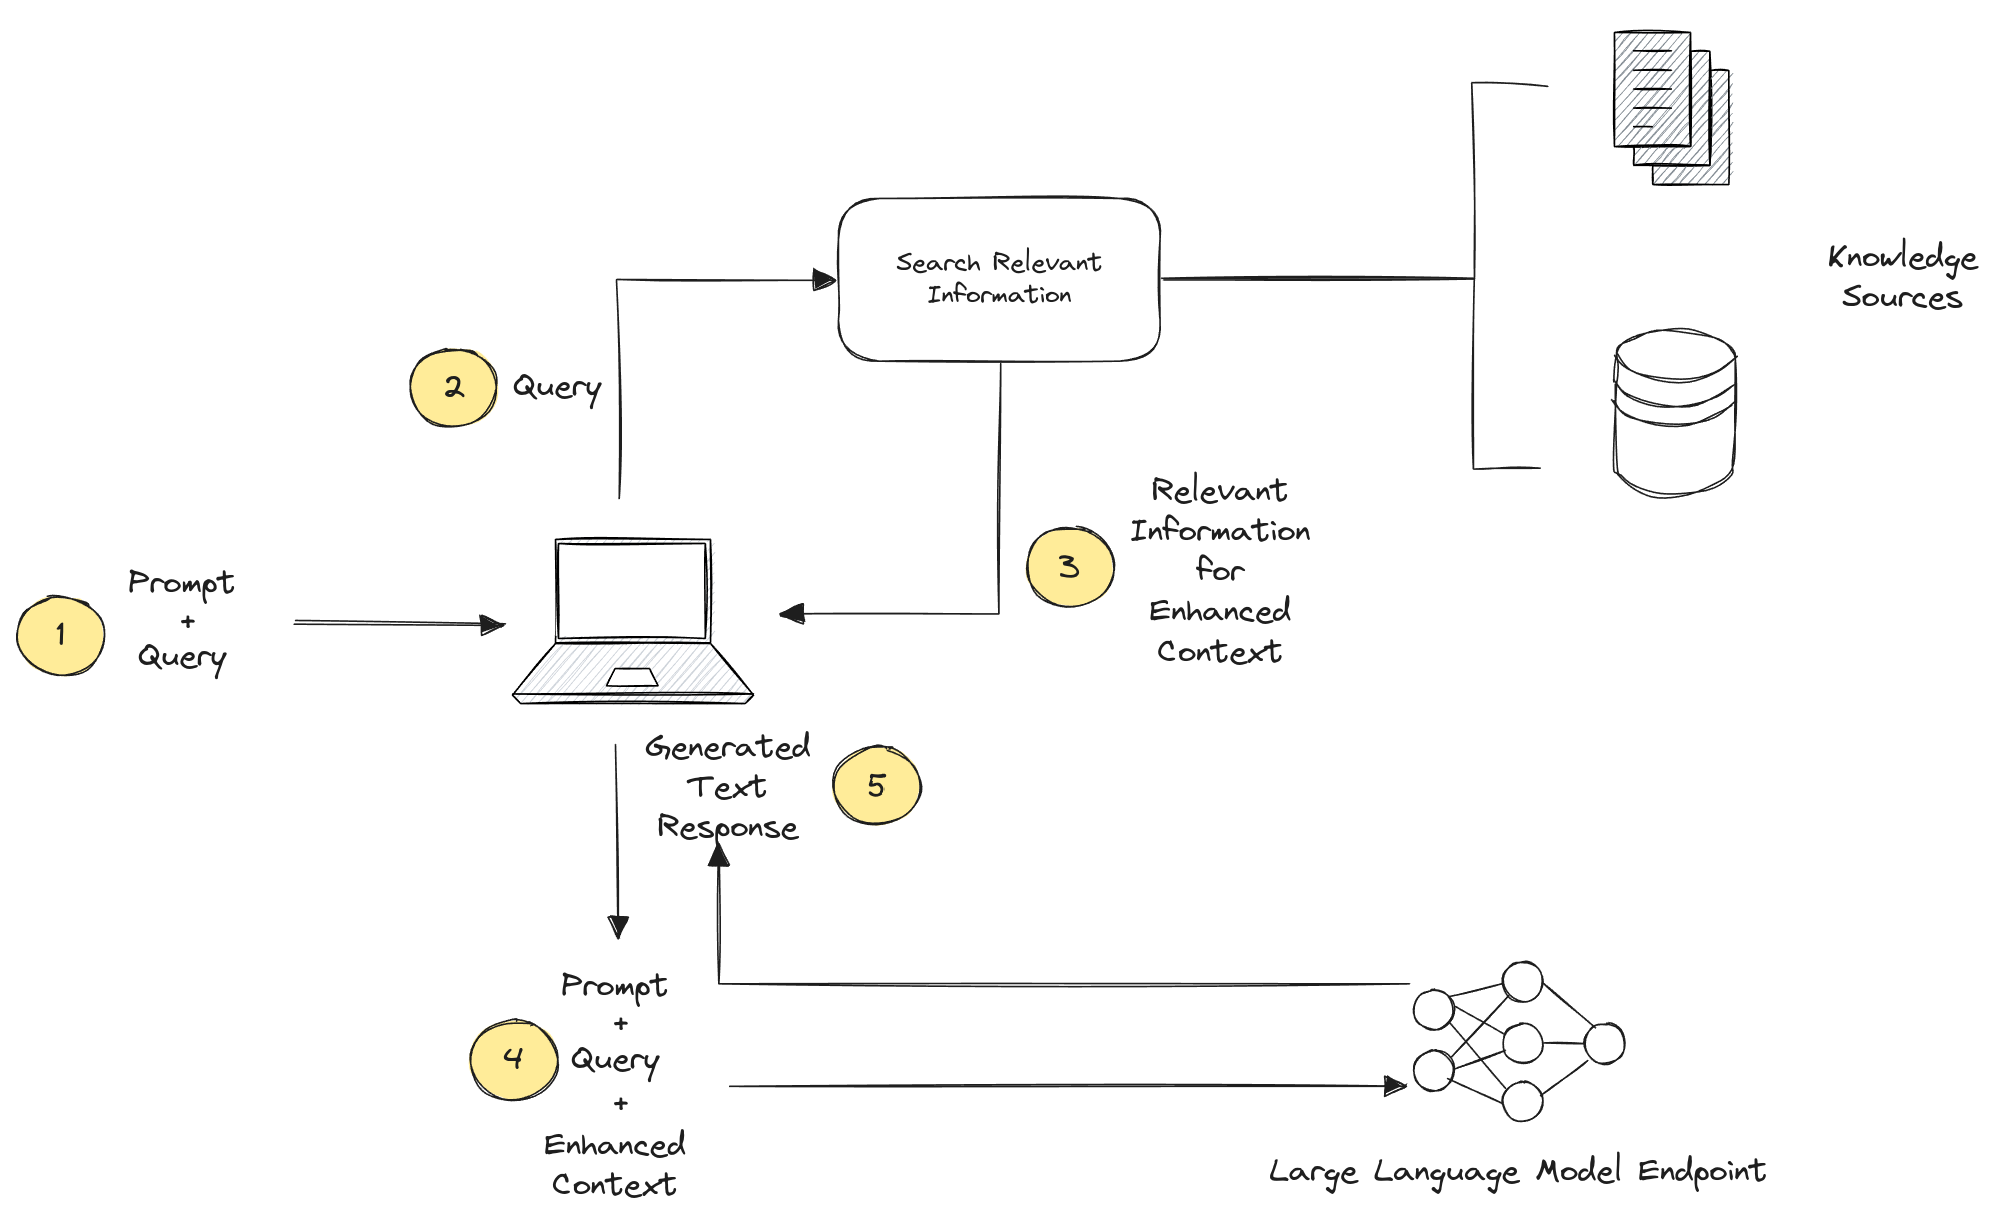 Knowledge
Sources
Search Relevant
Information
2
Query
3
Relevant
Information
for
Enhanced
Context
1
Prompt
+
Query
Generated
Text
Response
5
4
Prompt
+
Query
+
Enhanced
Context
Large Language Model Endpoint